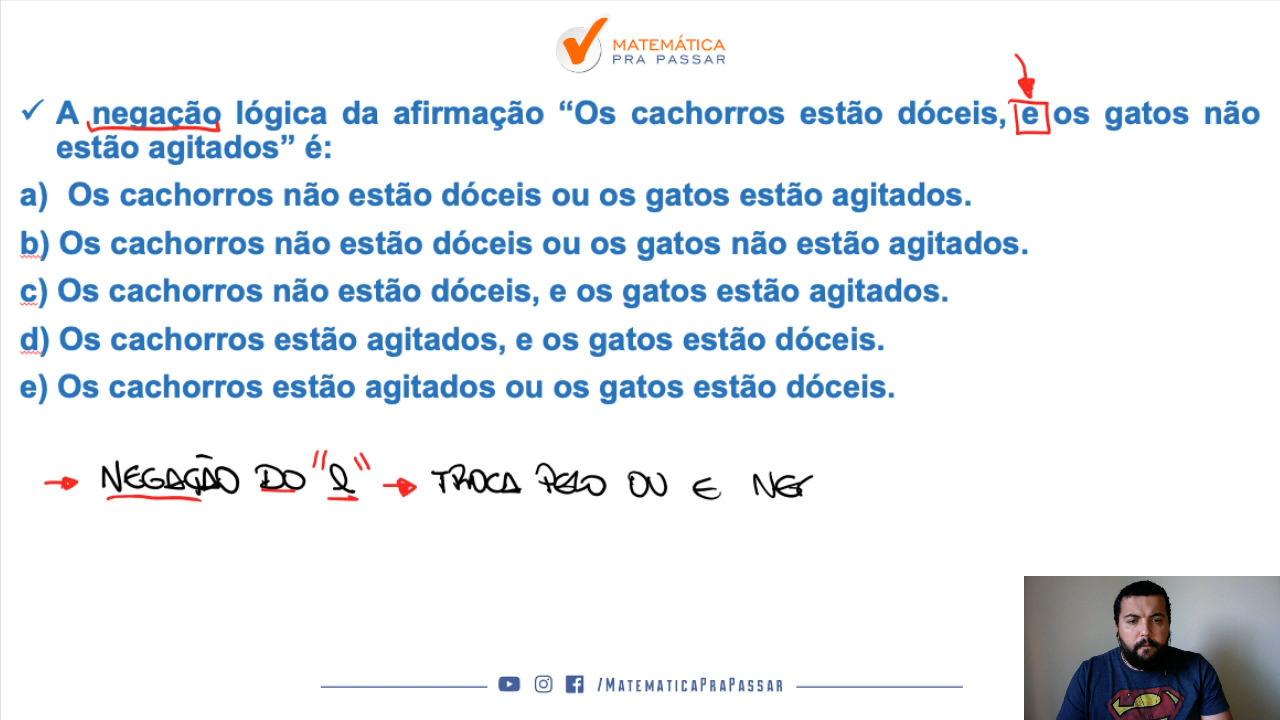 MATEMÁTICA
PRA PASSAR
A negação lógica da afirmação “Os cachorros estão dóceis, e os gatos não
estão agitados” é:
a) Os cachorros não estão dóceis ou os gatos estão agitados.
b) Os cachorros não estão dóceis ou os gatos não estão agitados.
c) Os cachorros não estão dóceis, e os gatos estão agitados.
d) Os cachorros estão agitados, e os gatos estão dóceis.
e) Os cachorros estão agitados ou os gatos estão dóceis.
→ NEGAÇÃO DO "e" → TROCA PELO OU E NEG
/MATEMATICAPRAPASSAR